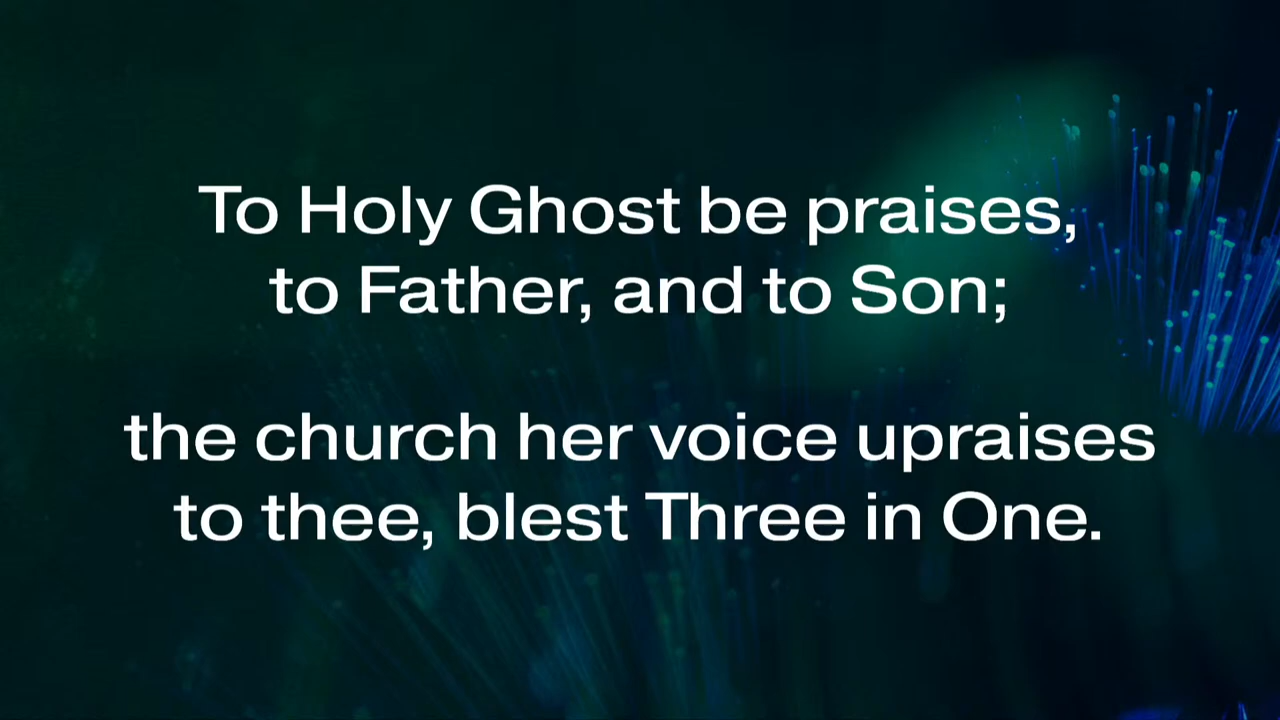 To Holy Ghost be praises,
to Father, and to Son;
the church her voice upraises
to thee, blest Three in One.